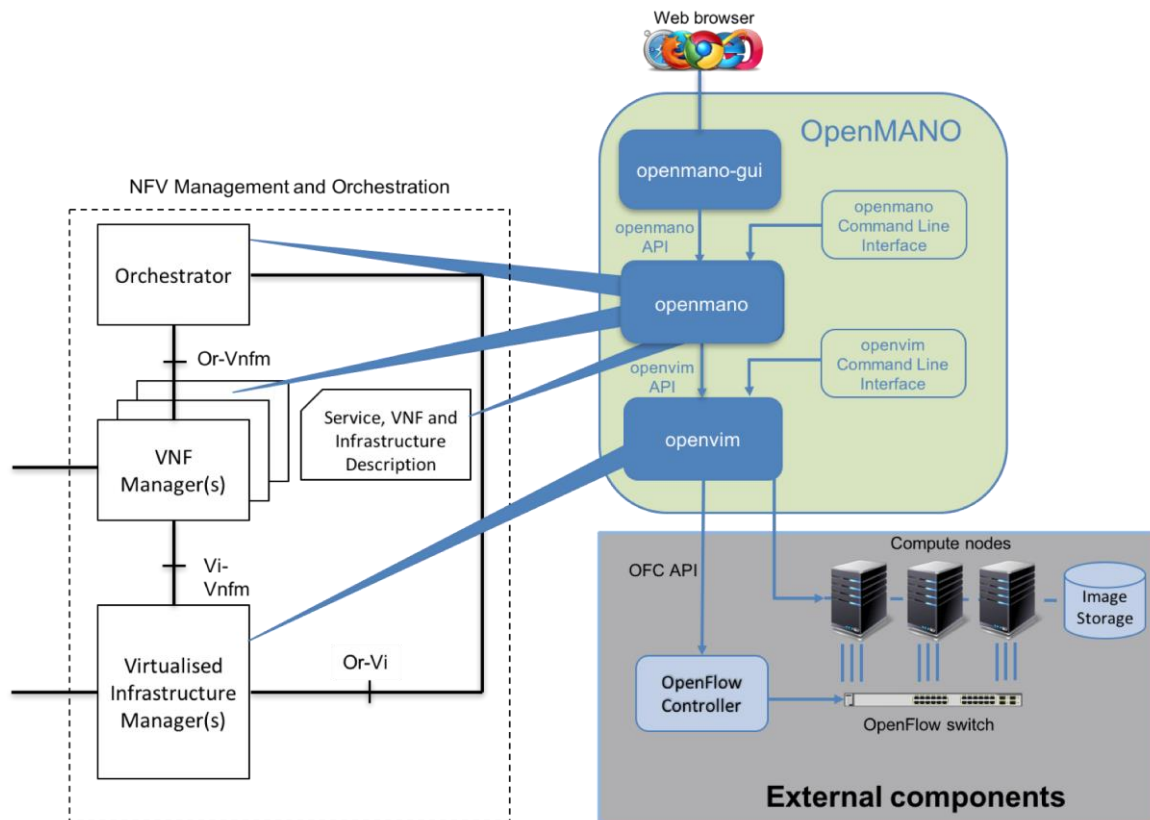 Web browser
OpenMANO
openmano-gui
NFV Management and Orchestration
openmano
API
openmano
Command Line
Interface
Orchestrator
openmano
Or-Vnfm
openvim
API
openvim
Command Line
Interface
Service, VNF and
Infrastructure
Description
openvim
VNF
Manager(s)
Vi-
Vnfm
OFC API
Compute nodes
Image
Storage
Virtualised
Infrastructure
Manager(s)
Or-Vi
OpenFlow
Controller
OpenFlow switch
External components